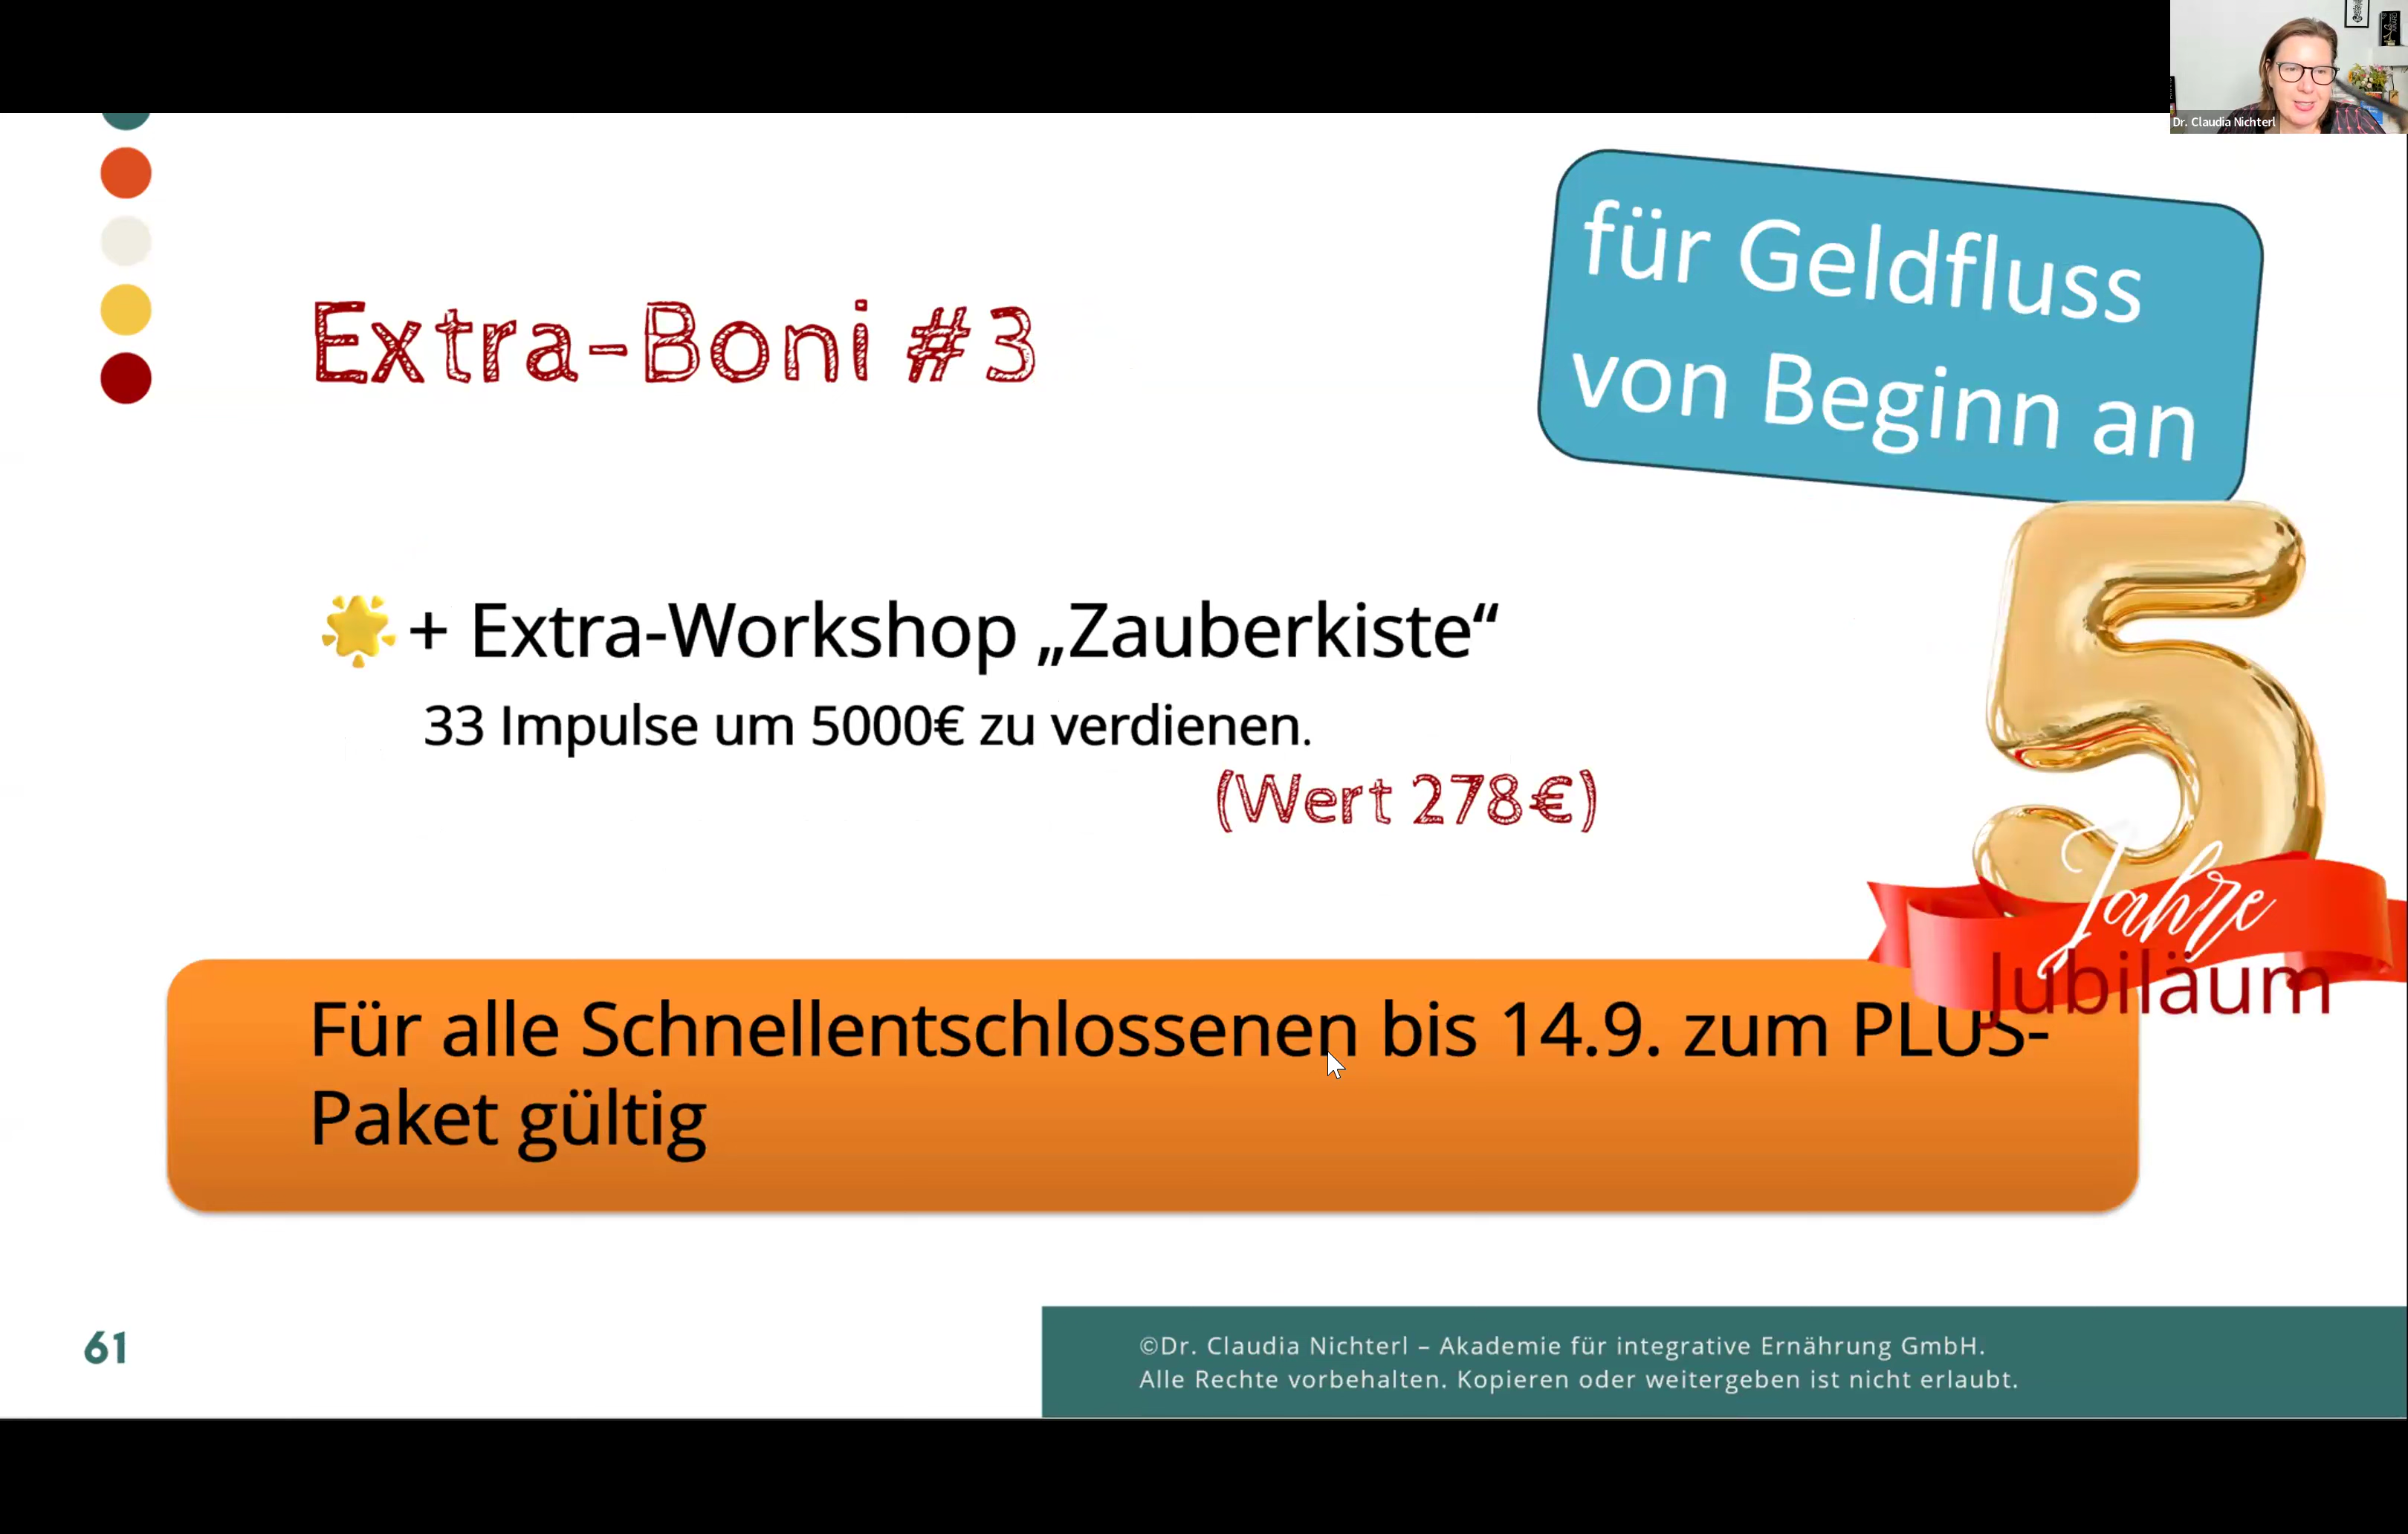 Dr. Claudia Nichterl
für Geldfluss
von Beginn an
Extra-Boni #3
+ Extra-Workshop „Zauberkiste“
33 Impulse um 5000€ zu verdienen.
(Wert 278€)
5
Jahre
Jubiläum
Für alle Schnellentschlossenen bis 14.9. zum PLUS-
Paket gültig
61
©Dr. Claudia Nichterl – Akademie für integrative Ernährung GmbH.
Alle Rechte vorbehalten. Kopieren oder weitergeben ist nicht erlaubt.